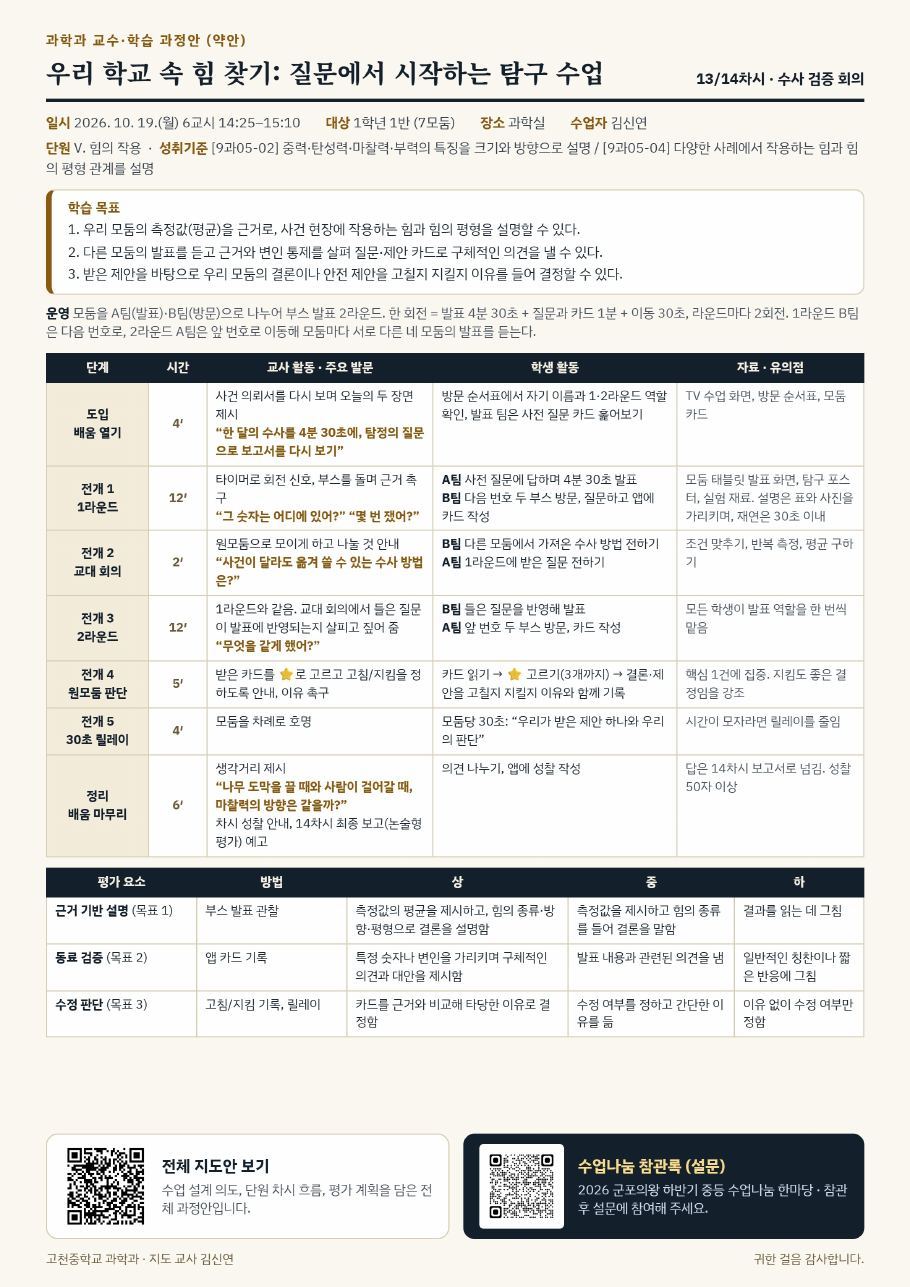 과학과 교수·학습 과정안 (약안)
우리 학교 속 힘 찾기: 질문에서 시작하는 탐구 수업
13/14차시 · 수사 검증 회의
일시 2026. 10. 19.(월) 6교시 14:25–15:10 대상 1학년 1반 (7모둠) 장소 과학실 수업자 김신연
단원 V. 힘의 작용 · 성취기준 [9과05-02] 중력·탄성력·마찰력·부력의 특징을 크기와 방향으로 설명 / [9과05-04] 다양한 사례에서 작용하는 힘과 힘
의 평형 관계를 설명
학습 목표
1. 우리 모둠의 측정값(평균)을 근거로, 사건 현장에 작용하는 힘과 힘의 평형을 설명할 수 있다.
2. 다른 모둠의 발표를 듣고 근거와 변인 통제를 살펴 질문·제안 카드로 구체적인 의견을 낼 수 있다.
3. 받은 제안을 바탕으로 우리 모둠의 결론이나 안전 제안을 고칠지 지킬지 이유를 들어 결정할 수 있다.
운영 모둠을 A팀(발표)·B팀(방문)으로 나누어 부스 발표 2라운드. 한 회전 = 발표 4분 30초 + 질문과 카드 1분 + 이동 30초, 라운드마다 2회전. 1라운드 B팀
은 다음 번호로, 2라운드 A팀은 앞 번호로 이동해 모둠마다 서로 다른 네 모둠의 발표를 듣는다.
단계 시간 교사 활동 · 주요 발문 학생 활동 자료 · 유의점
도입
배움 열기
4′
사건 의뢰서를 다시 보며 오늘의 두 장면
제시
“한 달의 수사를 4분 30초에, 탐정의 질문
으로 보고서를 다시 보기”
방문 순서표에서 자기 이름과 1·2라운드 역할
확인, 발표 팀은 사전 질문 카드 훑어보기
TV 수업 화면, 방문 순서표, 모둠
카드
전개 1
1라운드
12′
타이머로 회전 신호, 부스를 돌며 근거 촉
구
“그 숫자는 어디에 있어?” “몇 번 쟀어?”
A팀 사전 질문에 답하며 4분 30초 발표
B팀 다음 번호 두 부스 방문, 질문하고 앱에
카드 작성
모둠 태블릿 발표 화면, 탐구 포스
터, 실험 재료. 설명은 표와 사진을
가리키며, 재연은 30초 이내
전개 2
교대 회의
2′
원모둠으로 모이게 하고 나눌 것 안내
“사건이 달라도 옮겨 쓸 수 있는 수사 방법
은?”
B팀 다른 모둠에서 가져온 수사 방법 전하기
A팀 1라운드에 받은 질문 전하기
조건 맞추기, 반복 측정, 평균 구하
기
전개 3
2라운드
12′
1라운드와 같음. 교대 회의에서 들은 질문
이 발표에 반영되는지 살피고 짚어 줌
“무엇을 같게 했어?”
B팀 들은 질문을 반영해 발표
A팀 앞 번호 두 부스 방문, 카드 작성
모든 학생이 발표 역할을 한 번씩
맡음
전개 4
원모둠 판단
5′
받은 카드를 ⭐로 고르고 고침/지킴을 정
하도록 안내, 이유 촉구
카드 읽기 → ⭐ 고르기(3개까지) → 결론·제
안을 고칠지 지킬지 이유와 함께 기록
핵심 1건에 집중. 지킴도 좋은 결
정임을 강조
전개 5
30초 릴레이
4′
모둠을 차례로 호명
모둠당 30초: “우리가 받은 제안 하나와 우리
의 판단”
시간이 모자라면 릴레이를 줄임
정리
배움 마무리
6′
생각거리 제시
“나무 도막을 끌 때와 사람이 걸어갈 때,
마찰력의 방향은 같을까?”
차시 성찰 안내, 14차시 최종 보고(논술형
평가) 예고
의견 나누기, 앱에 성찰 작성
답은 14차시 보고서로 넘김. 성찰
50자 이상
평가 요소 방법 상 중 하
근거 기반 설명 (목표 1)
부스 발표 관찰
측정값의 평균을 제시하고, 힘의 종류·방
향·평형으로 결론을 설명함
측정값을 제시하고 힘의 종류
를 들어 결론을 말함
결과를 읽는 데 그침
동료 검증 (목표 2)
앱 카드 기록
특정 숫자나 변인을 가리키며 구체적인
의견과 대안을 제시함
발표 내용과 관련된 의견을 냄
일반적인 칭찬이나 짧
은 반응에 그침
수정 판단 (목표 3)
고침/지킴 기록, 릴레이
카드를 근거와 비교해 타당한 이유로 결
정함
수정 여부를 정하고 간단한 이
유를 듦
이유 없이 수정 여부만
정함
전체 지도안 보기
수업 설계 의도, 단원 차시 흐름, 평가 계획을 담은 전
체 과정안입니다.
수업나눔 참관록 (설문)
2026 군포의왕 하반기 중등 수업나눔 한마당 · 참관
후 설문에 참여해 주세요.
고천중학교 과학과 · 지도 교사 김신연
귀한 걸음 감사합니다.